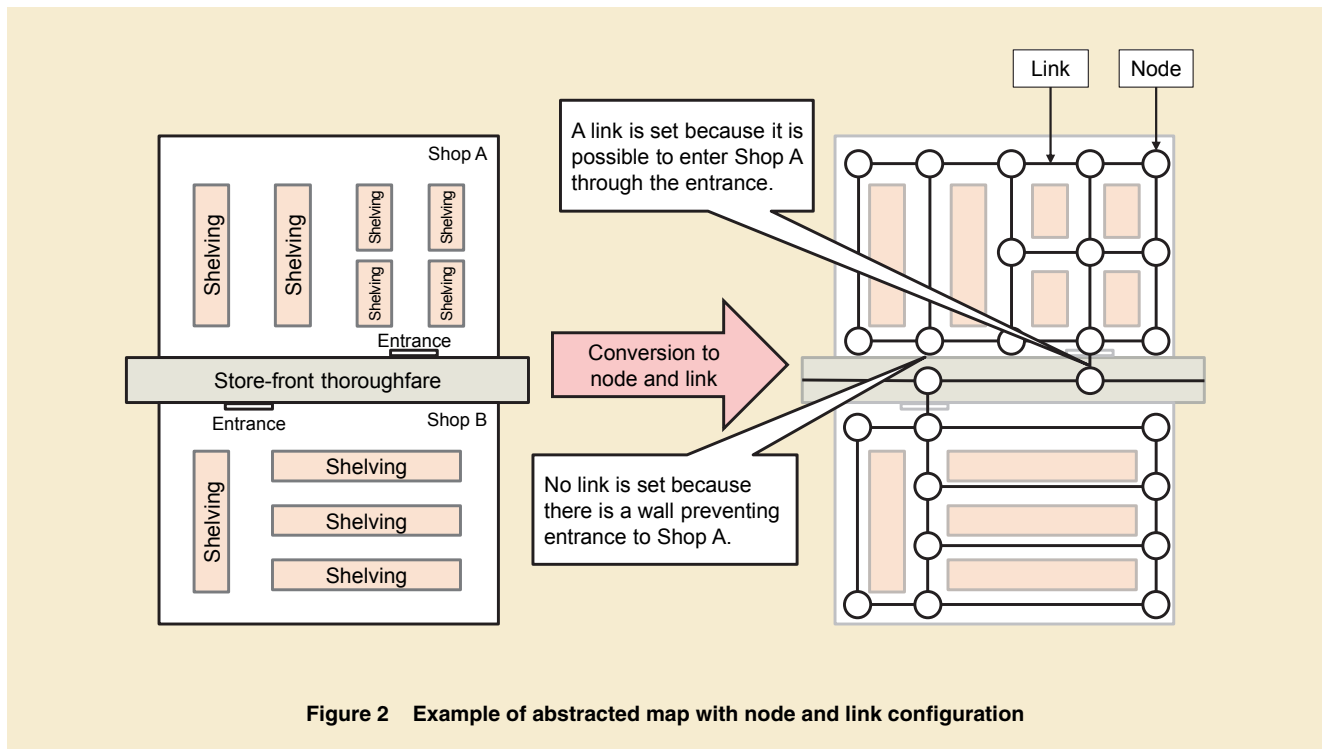 Link
Node
A link is set because it is
possible to enter Shop A
through the entrance.
Shop A
Shelving
Shelving
Shelving
Shelving
Shelving
Shelving
Entrance
Conversion to
node and link
Store-front thoroughfare
Entrance
Shop B
Shelving
Shelving
Shelving
Shelving
No link is set because
there is a wall preventing
entrance to Shop A.
Figure 2 Example of abstracted map with node and link configuration